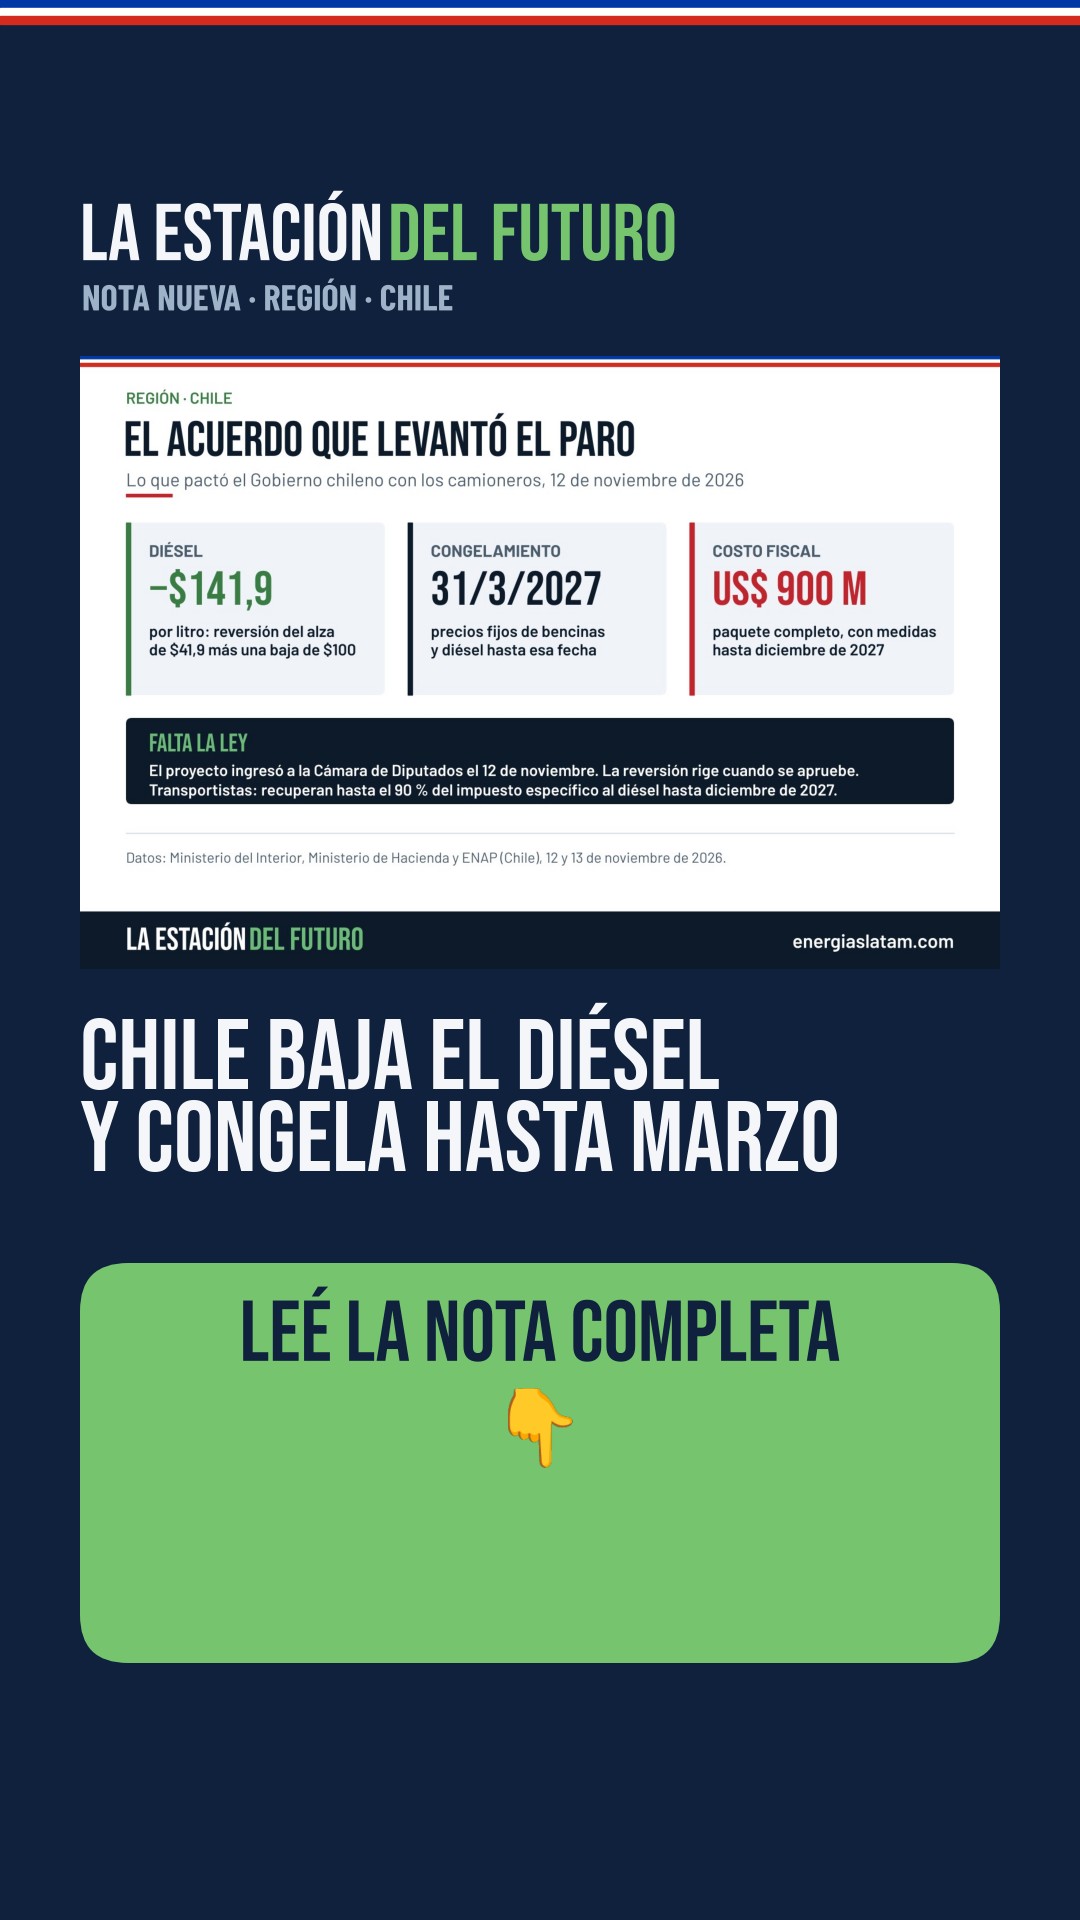 LA ESTACIÓN DEL FUTURO
NOTA NUEVA · REGIÓN · CHILE
REGIÓN · CHILE
EL ACUERDO QUE LEVANTÓ EL PARO
Lo que pactó el Gobierno chileno con los camioneros, 12 de noviembre de 2026
DIÉSEL
−$141,9
por litro: reversión del alza
de $41,9 más una baja de $100
CONGELAMIENTO
31/3/2027
precios fijos de bencinas
y diésel hasta esa fecha
COSTO FISCAL
US$ 900 M
paquete completo, con medidas
hasta diciembre de 2027
FALTA LA LEY
El proyecto ingresó a la Cámara de Diputados el 12 de noviembre. La reversión rige cuando se apruebe.
Transportistas: recuperan hasta el 90 % del impuesto específico al diésel hasta diciembre de 2027.
Datos: Ministerio del Interior, Ministerio de Hacienda y ENAP (Chile), 12 y 13 de noviembre de 2026.
LA ESTACIÓN DEL FUTURO
energiaslatam.com
CHILE BAJA EL DIÉSEL
Y CONGELA HASTA MARZO
LEÉ LA NOTA COMPLETA